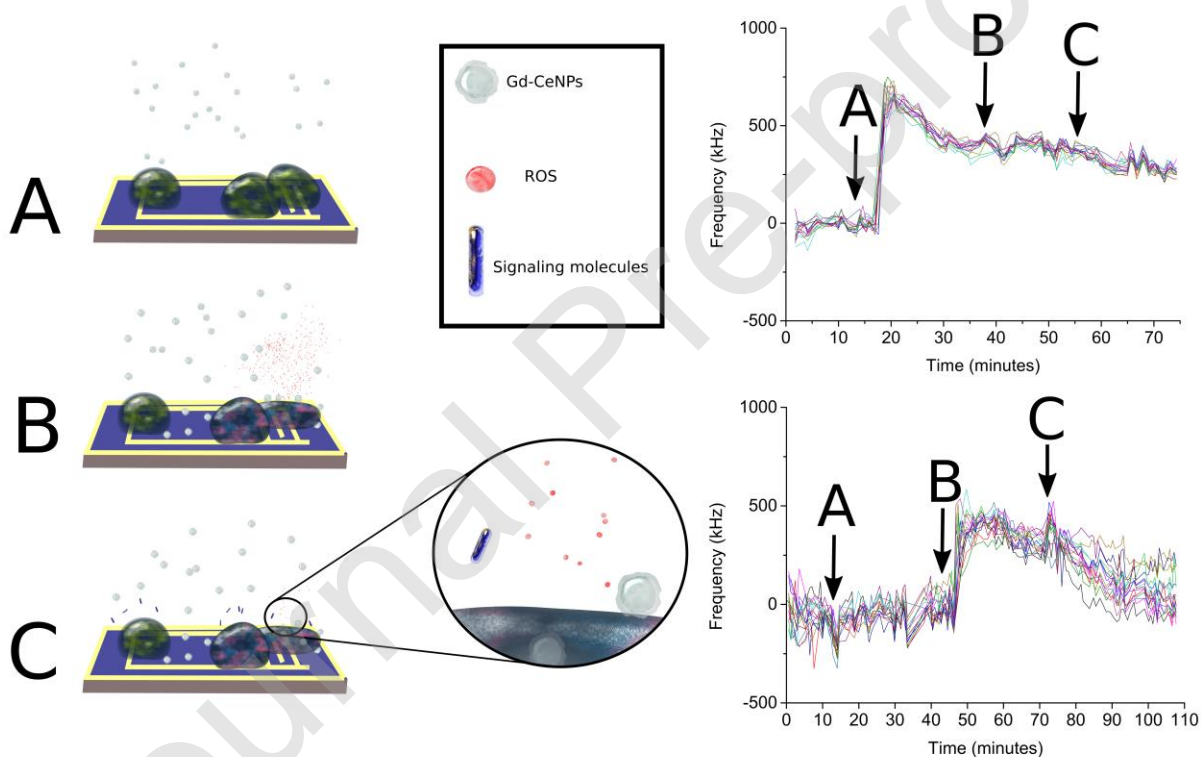 A
B
C
Gd-CeNPs
ROS
Signaling molecules
1000
500
0
-500
Frequency (kHz)
A
B
C
0 10 20 30 40 50 60 70
Time (minutes)
1000
500
0
-500
Frequency (kHz)
A
B
C
0 10 20 30 40 50 60 70 80 90 100 110
Time (minutes)
urnal Pre-pro